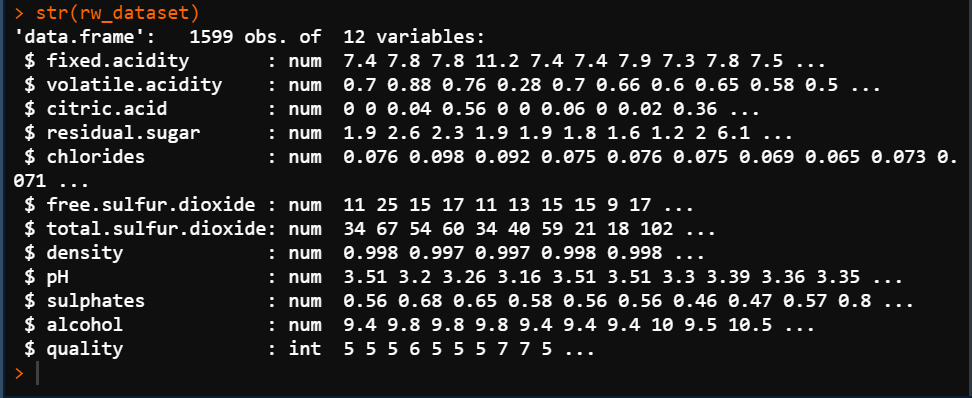 > str(rw_dataset)
'data.frame':   1599 obs. of  12 variables:
 $ fixed.acidity       : num  7.4 7.8 7.8 11.2 7.4 7.4 7.9 7.3 7.8 7.5 ...
 $ volatile.acidity    : num  0.7 0.88 0.76 0.28 0.7 0.66 0.6 0.65 0.58 0.5 ...
 $ citric.acid         : num  0 0 0.04 0.56 0 0 0.06 0 0.02 0.36 ...
 $ residual.sugar      : num  1.9 2.6 2.3 1.9 1.9 1.8 1.6 1.2 2 6.1 ...
 $ chlorides           : num  0.076 0.098 0.092 0.075 0.076 0.075 0.069 0.065 0.073 0.
071 ...
 $ free.sulfur.dioxide : num  11 25 15 17 11 13 15 15 9 17 ...
 $ total.sulfur.dioxide: num  34 67 54 60 34 40 59 21 18 102 ...
 $ density             : num  0.998 0.997 0.997 0.998 0.998 ...
 $ pH                  : num  3.51 3.2 3.26 3.16 3.51 3.51 3.3 3.39 3.36 3.35 ...
 $ sulphates           : num  0.56 0.68 0.65 0.58 0.56 0.56 0.46 0.47 0.57 0.8 ...
 $ alcohol             : num  9.4 9.8 9.8 9.8 9.4 9.4 9.4 10 9.5 10.5 ...
 $ quality             : int  5 5 5 6 5 5 5 7 7 5 ...
>